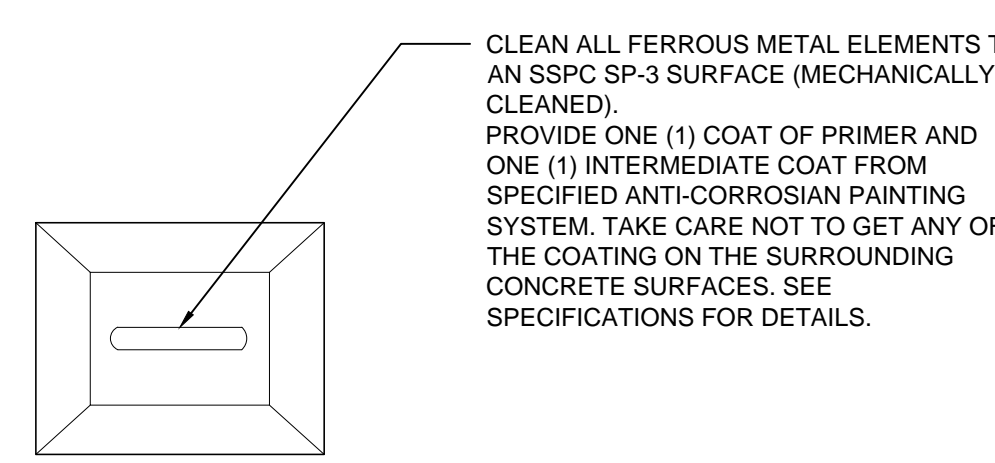 CLEAN ALL FERROUS METAL ELEMENTS T
AN SSPC SP-3 SURFACE (MECHANICALLY
CLEANED).
PROVIDE ONE (1) COAT OF PRIMER AND
ONE (1) INTERMEDIATE COAT FROM
SPECIFIED ANTI-CORROSIAN PAINTING
SYSTEM. TAKE CARE NOT TO GET ANY OF
THE COATING ON THE SURROUNDING
CONCRETE SURFACES. SEE
SPECIFICATIONS FOR DETAILS.